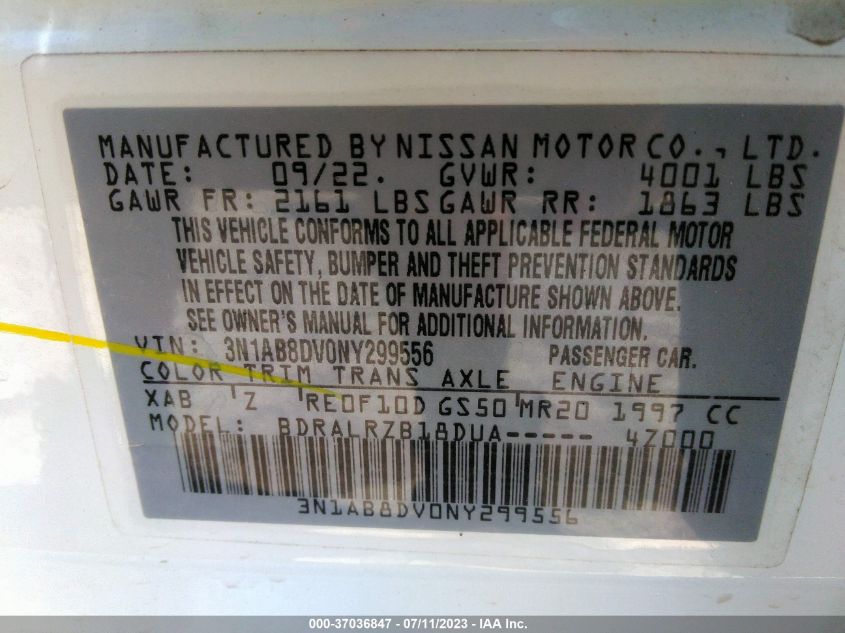 MANUFACTURED BY NISSAN MOTOR CO., LTD.
DATE: 09/22. GVWR: 4001 LBS
GAWR FR: 2161 LBS GAWR RR: 1863 LBS
THIS VEHICLE CONFORMS TO ALL APPLICABLE FEDERAL MOTOR
VEHICLE SAFETY, BUMPER AND THEFT PREVENTION STANDARDS
IN EFFECT ON THE DATE OF MANUFACTURE SHOWN ABOVE.
SEE OWNER'S MANUAL FOR ADDITIONAL INFORMATION.
VIN: 3N1AB8DV0NY299556 PASSENGER CAR.
COLOR TRIM TRANS AXLE ENGINE
XAB Z RE0F10D GS50 MR20 1997 CC
MODEL: BDRALRZB18DUA----- 4Z000
3N1AB8DV0NY299556
000-37036847 - 07/11/2023 - IAA Inc.